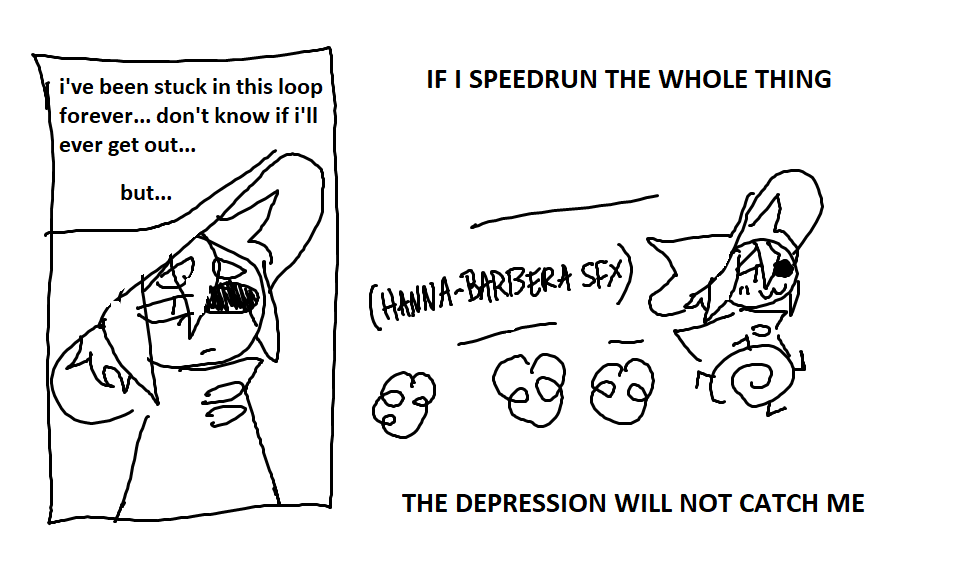 i've been stuck in this loop
forever... don't know if i'll
ever get out...
but...
IF I SPEEDRUN THE WHOLE THING
(HANNA-BARBERA SFX)
THE DEPRESSION WILL NOT CATCH ME